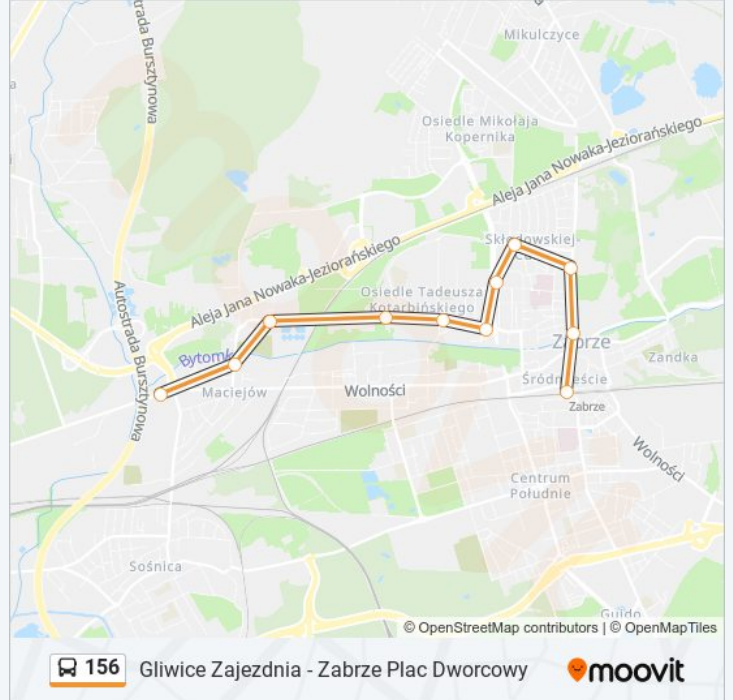 trada Bursztynowa
Mikulczyce
Osiedle Mikołaja
Kopernika
Aleja Jana Nowaka-Jeziorańskiego
Aleja Jana Nowaka-Jeziorańskiego
Osiedle Tadeusza
Kotarbińskiego
Autostrada Bursztynowa
Maciejów
Wolności
Zabrze
Zandka
Śródmieście
Zabrze
Wolności
Centrum
Południe
Sośnica
Guido
© OpenStreetMap contributors | © OpenMapTiles
156 Gliwice Zajezdnia - Zabrze Plac Dworcowy
moovit